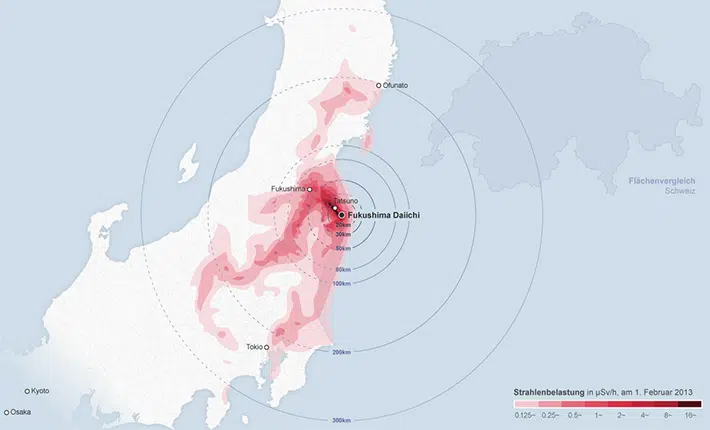 Ofunato
Flächenvergleich
Schweiz
Fukushima
Tatsuno
Fukushima Daiichi
20km
30km
50km
80km
100km
Tokio
200km
Kyoto
Osaka
300km
Strahlenbelastung in µSv/h, am 1. Februar 2013
0.125~ 0.25~ 0.5~ 1~ 2~ 4~ 8~ 16~